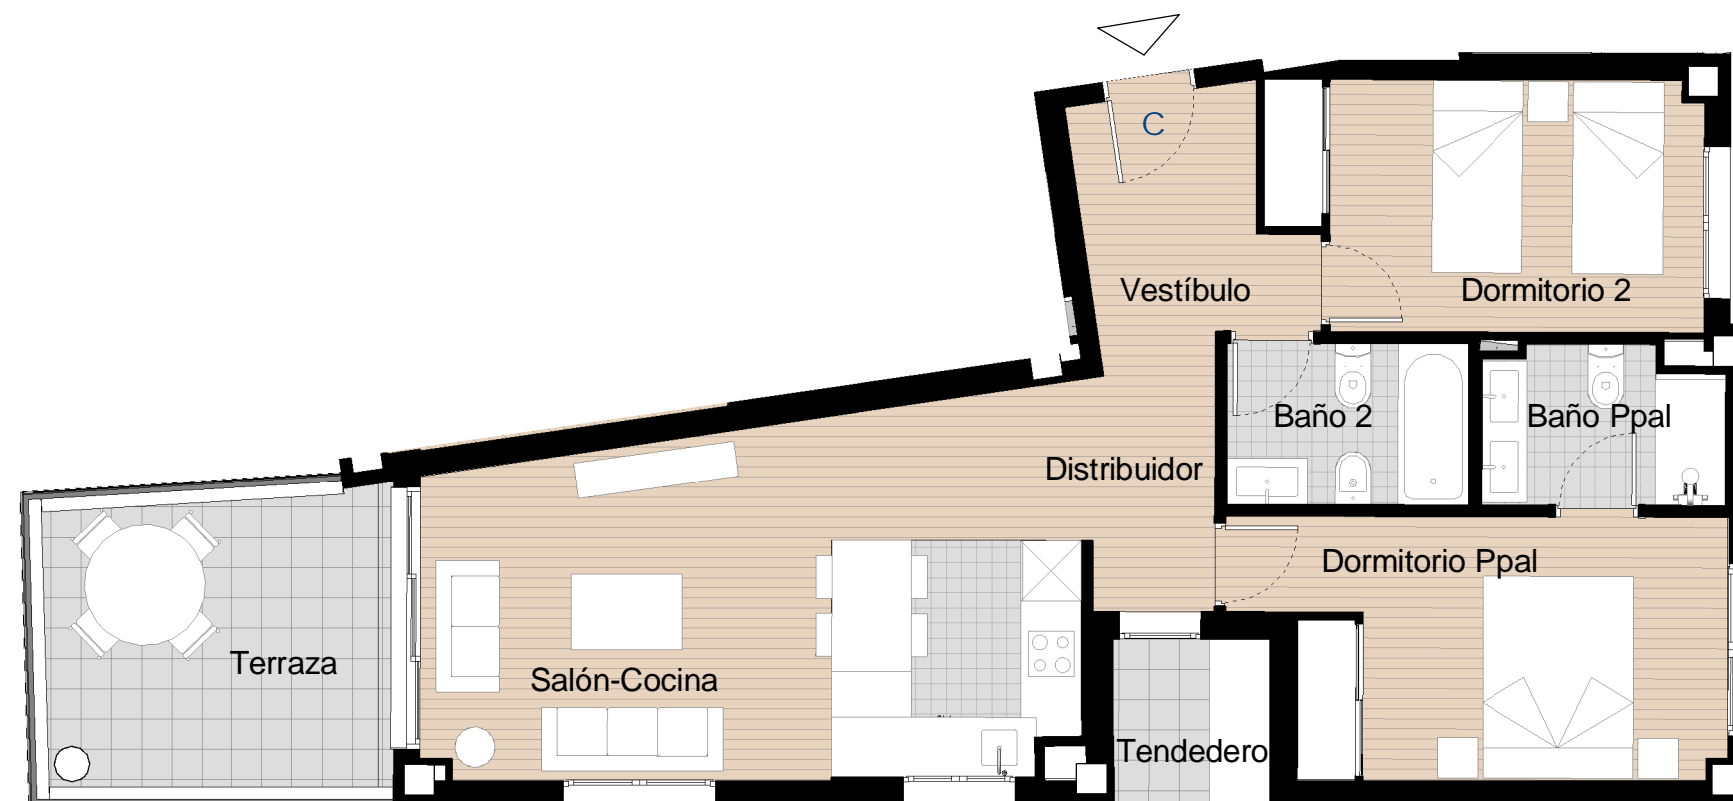 C
Vestíbulo
Dormitorio 2
Baño 2
Baño Ppal
Distribuidor
Dormitorio Ppal
Terraza
Salón-Cocina
Tendedero